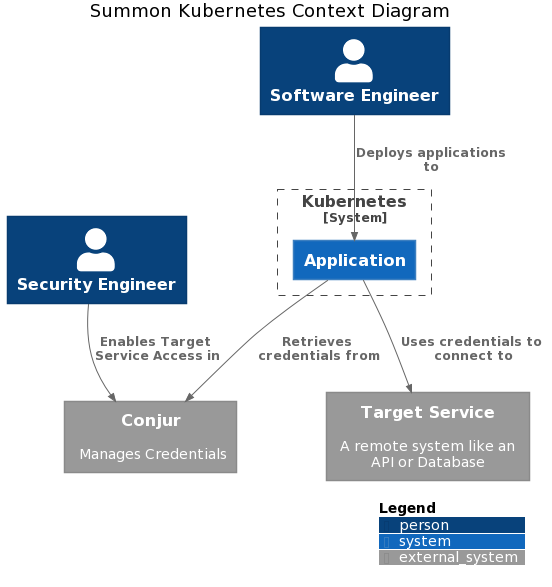 Summon Kubernetes Context Diagram
Software Engineer
Deploys applications
to
Kubernetes
[System]
Application
Security Engineer
Enables Target
Service Access in
Retrieves
credentials from
Uses credentials to
connect to
Conjur
Manages Credentials
Target Service
A remote system like an
API or Database
Legend
person
system
external_system